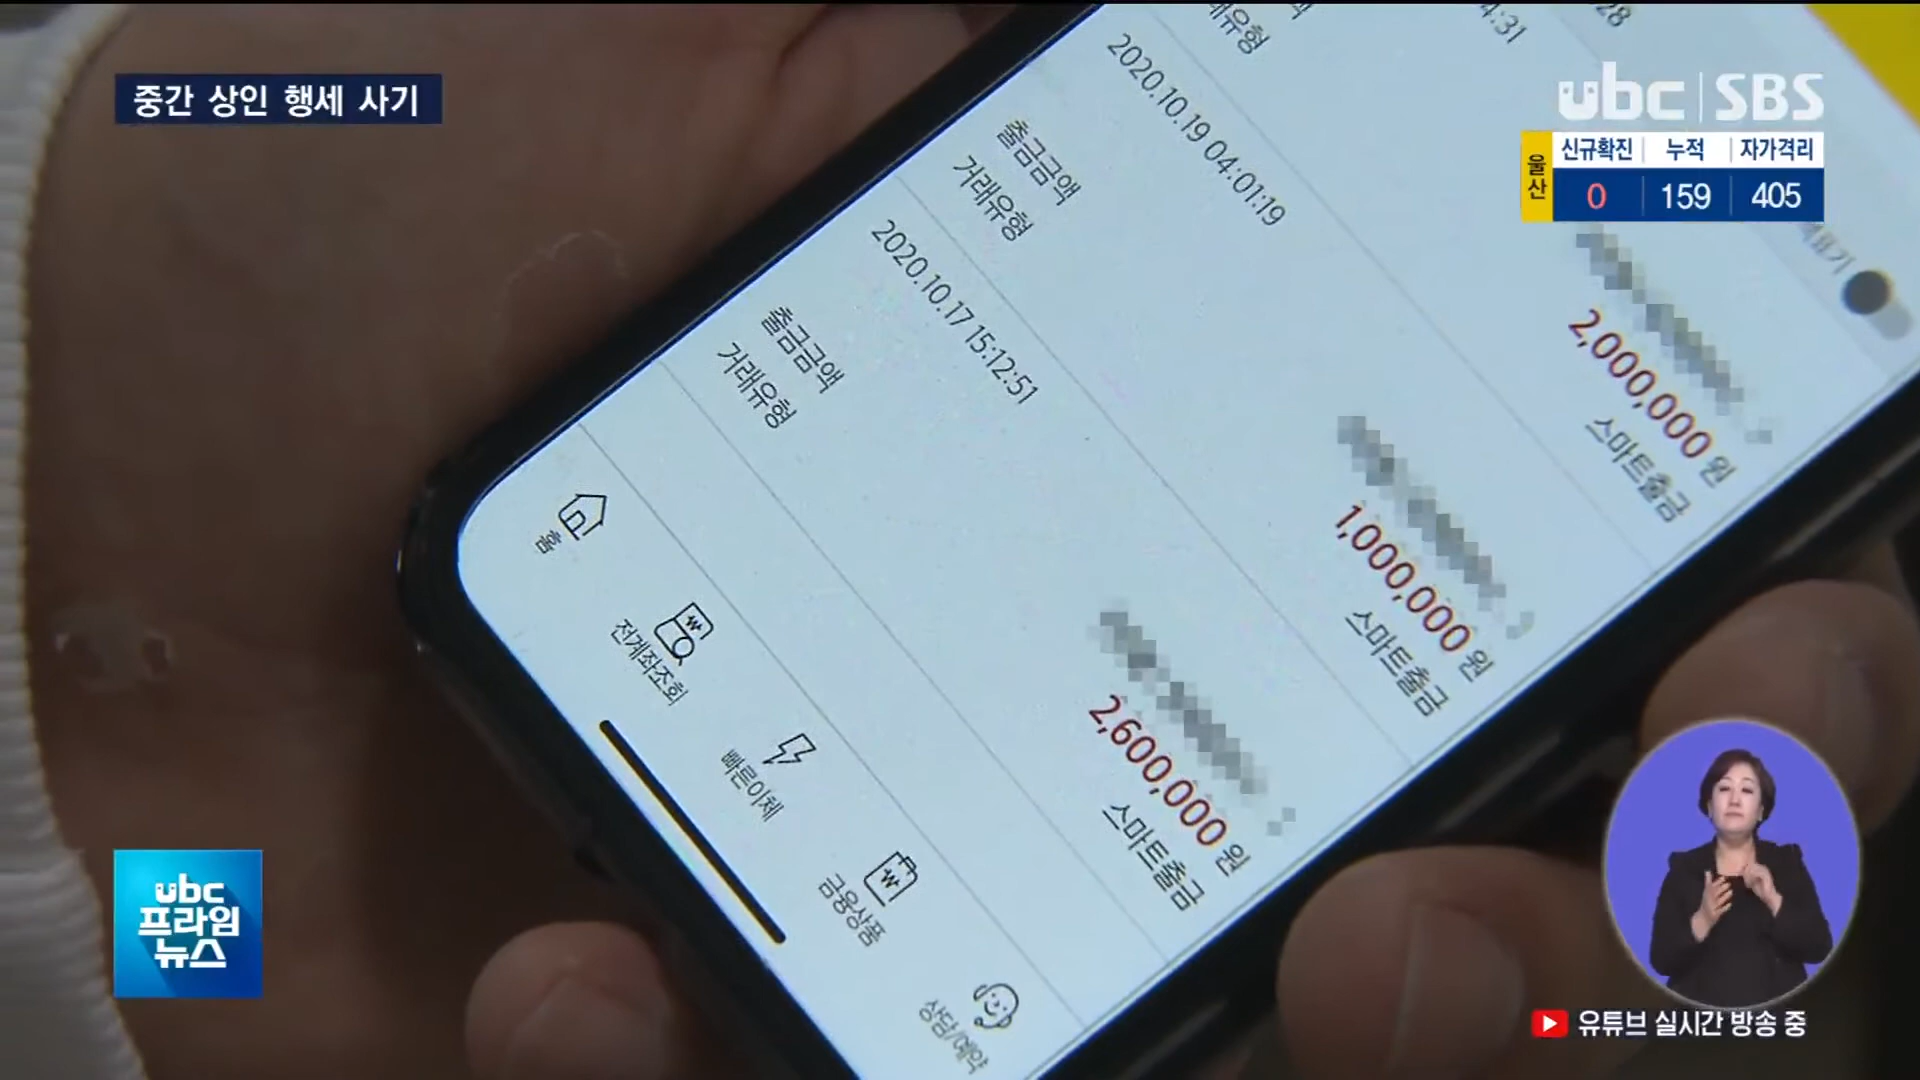 중간 상인 행세 사기
ubc SBS
울산
신규확진 누적 자가격리
0 159 405
4:31
28
2,000,000 원
스마트출금
2020.10.19 04:01:19
출금금액
1,000,000 원
거래유형
스마트출금
2020.10.17 15:12:51
출금금액
2,600,000 원
거래유형
스마트출금
홈
전계좌조회
빠른이체
금융상품
상담/예약
ubc
프라임
뉴스
유튜브 실시간 방송 중